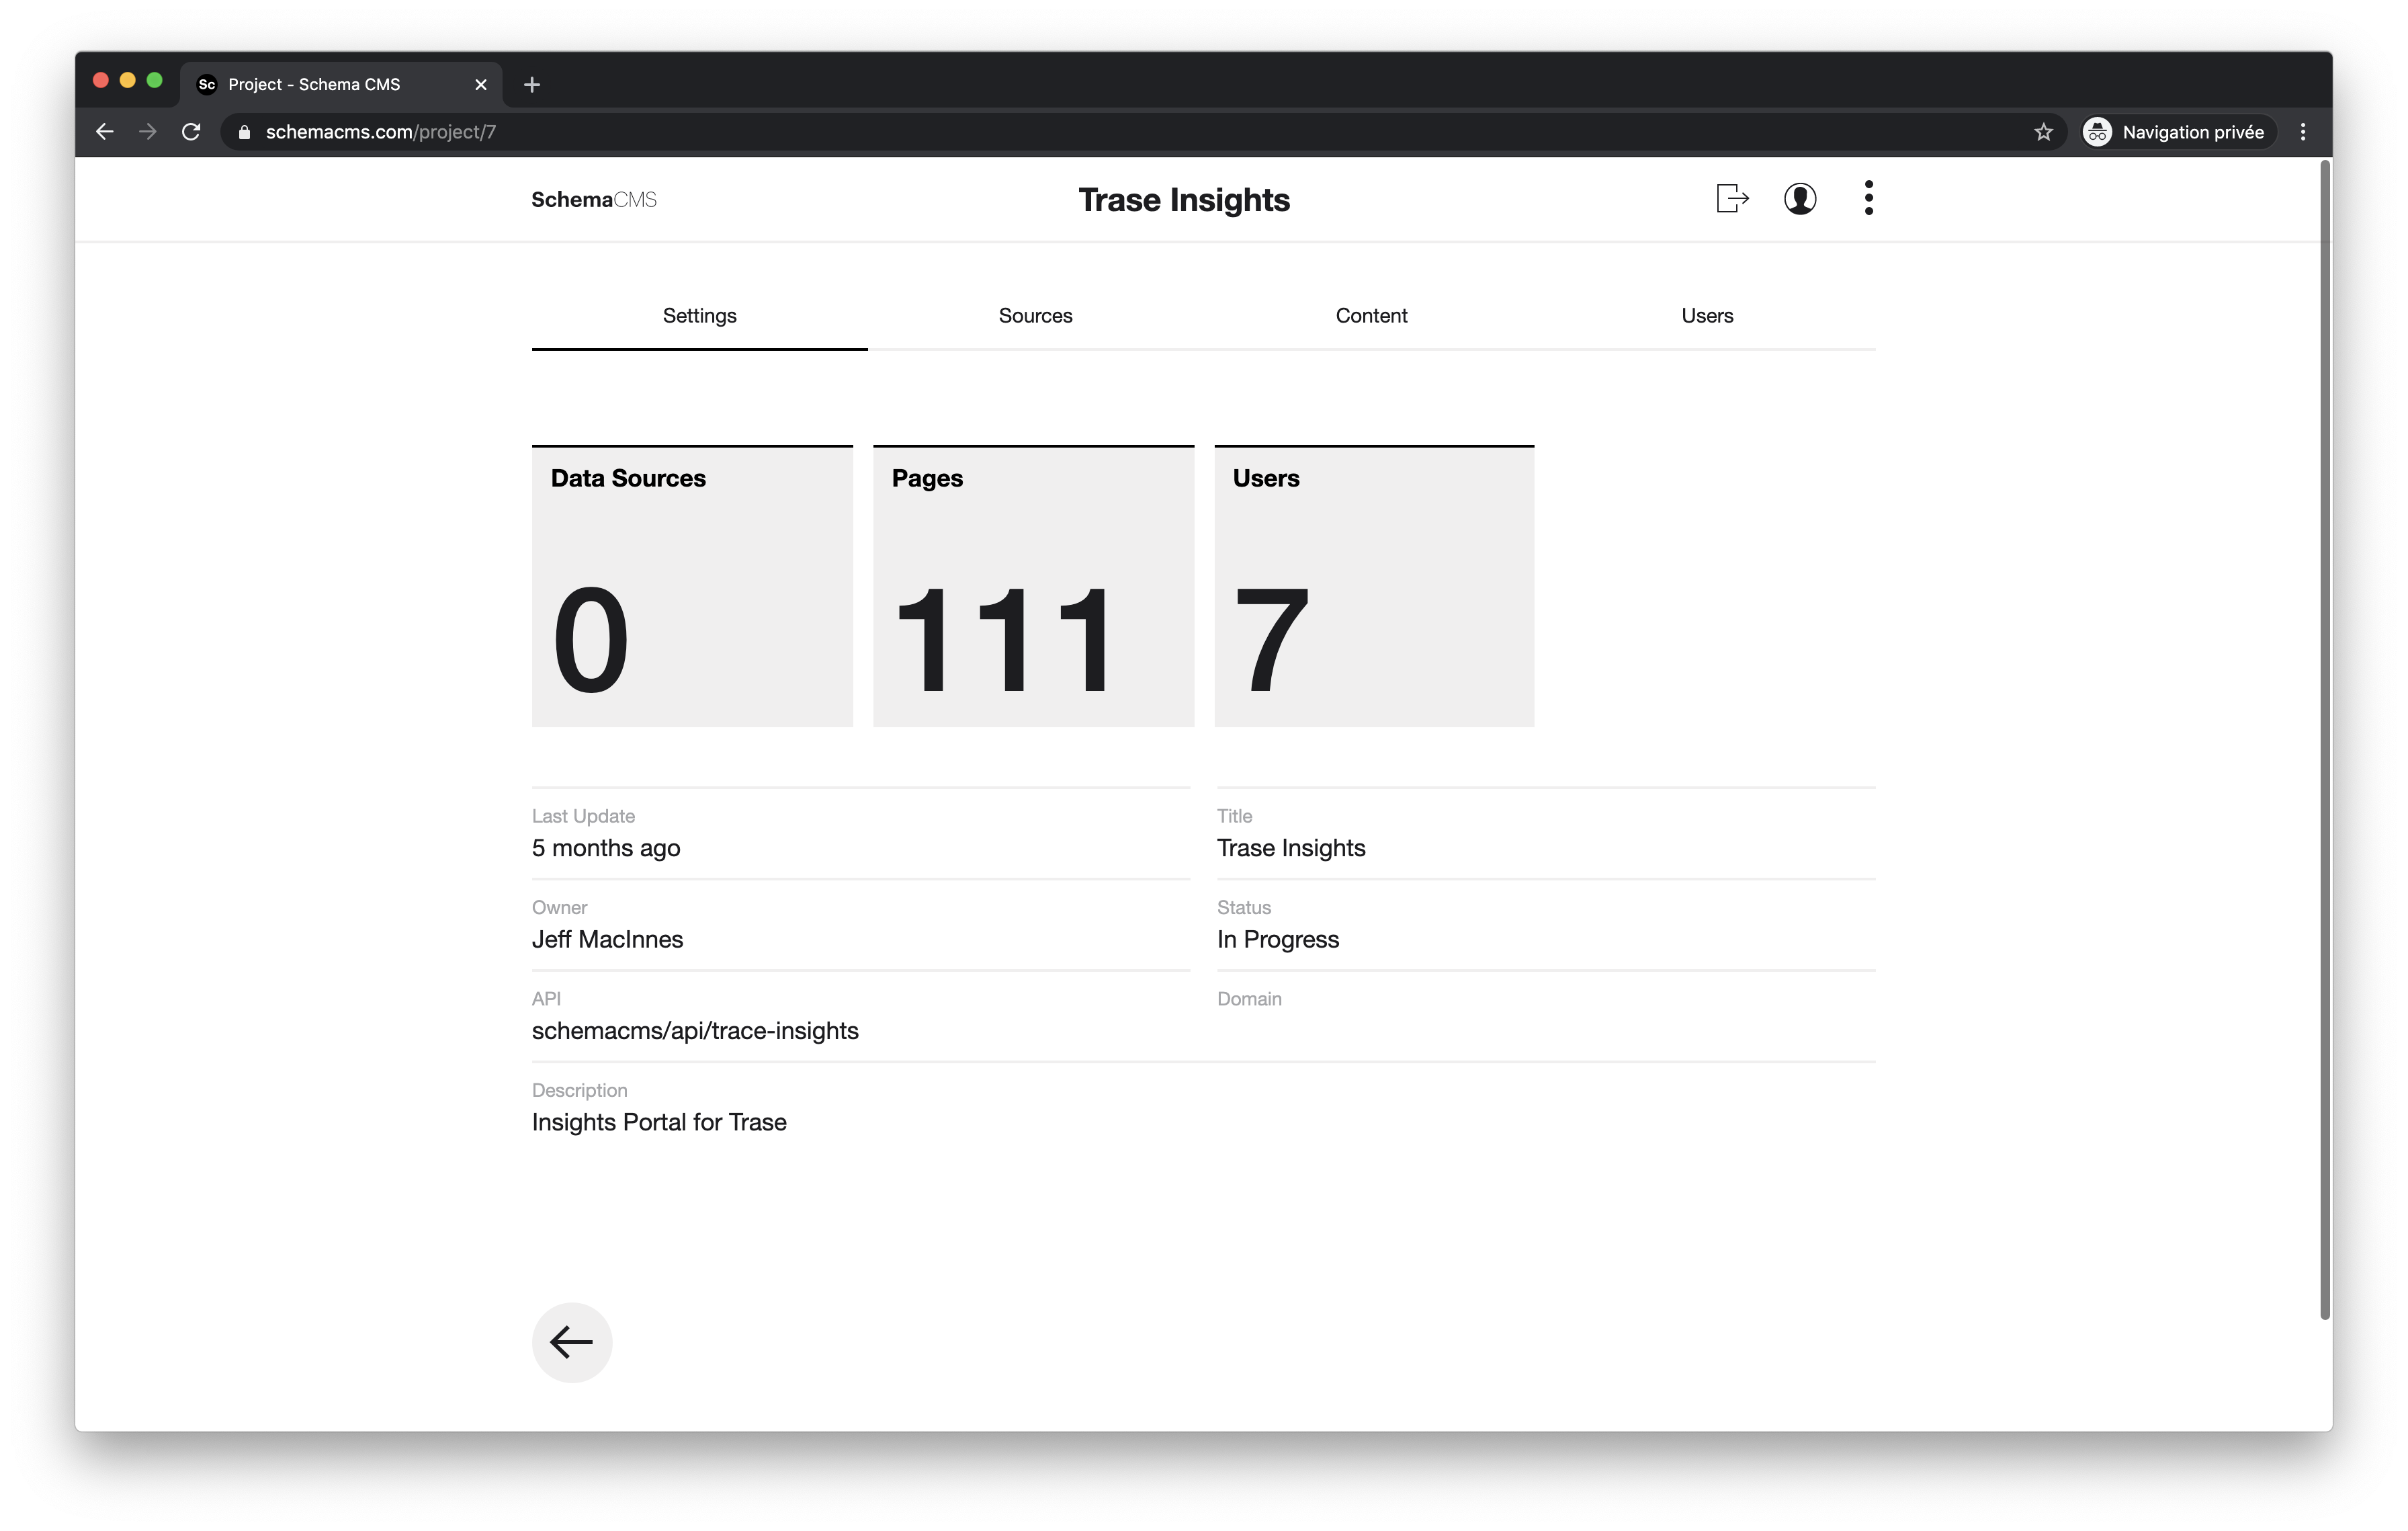 Sc Project - Schema CMS
schemacms.com/project/7
Navigation privée
SchemaCMS
Trase Insights
Settings
Sources
Content
Users
Data Sources
Pages
Users
0
111
7
Last Update
5 months ago
Title
Trase Insights
Owner
Jeff MacInnes
Status
In Progress
API
schemacms/api/trace-insights
Domain
Description
Insights Portal for Trase